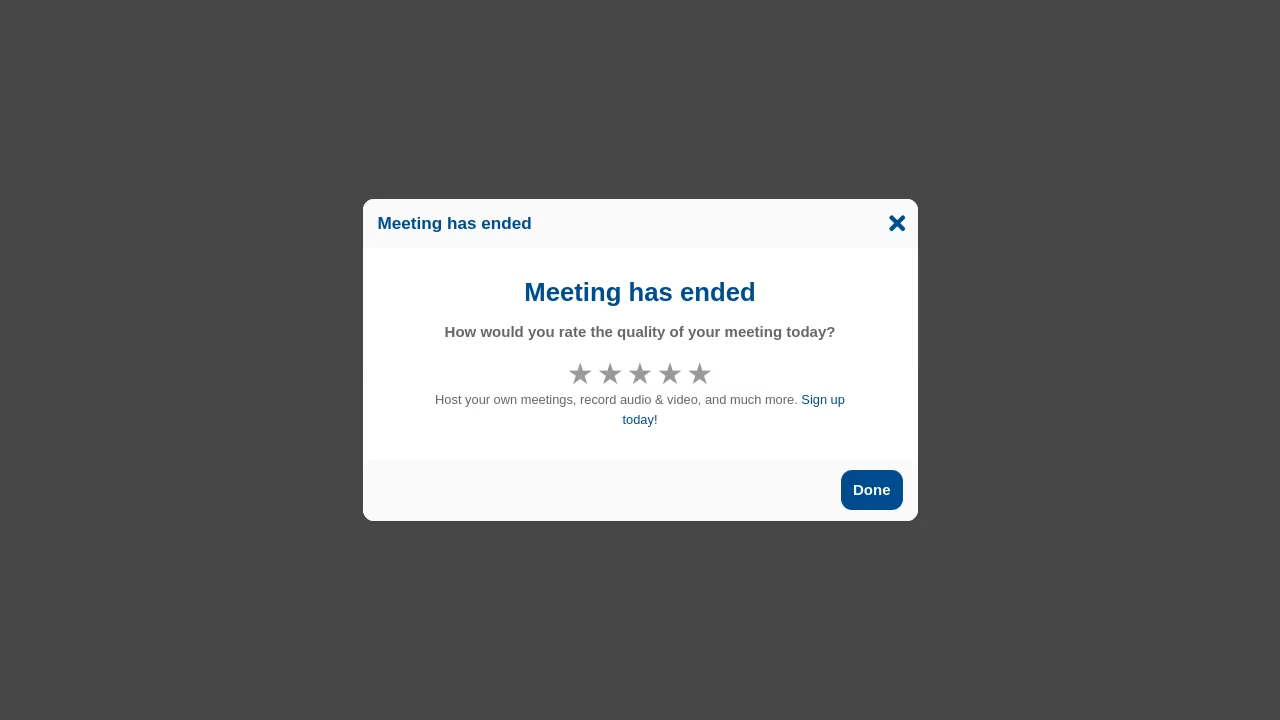 Meeting has ended
Meeting has ended
How would you rate the quality of your meeting today?
Host your own meetings, record audio & video, and much more. Sign up
today!
Done